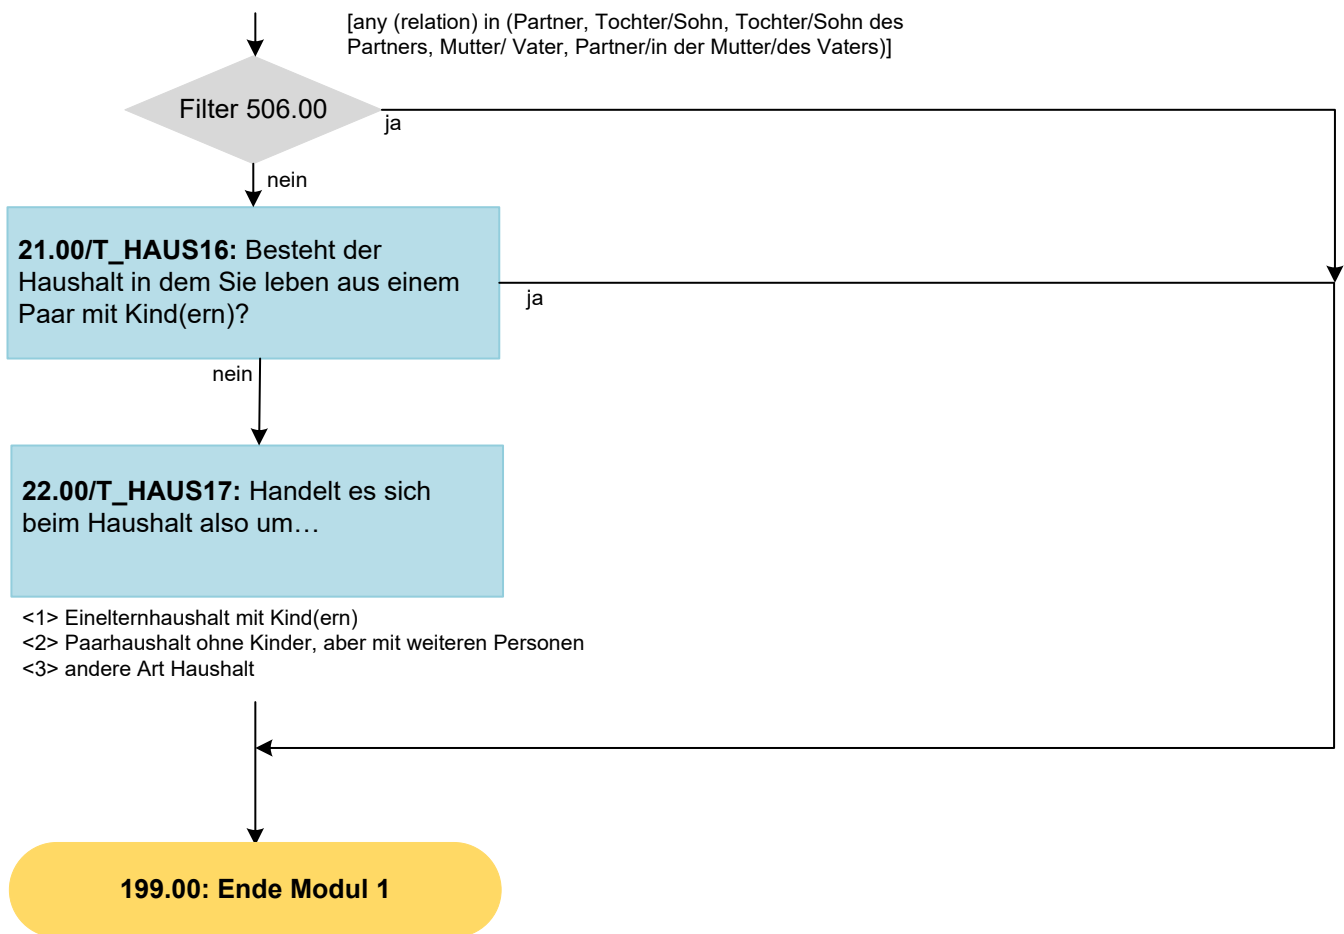 [any (relation) in (Partner, Tochter/Sohn, Tochter/Sohn des
Partners, Mutter/ Vater, Partner/in der Mutter/des Vaters)]
Filter 506.00
ja
nein
21.00/T_HAUS16: Besteht der
Haushalt in dem Sie leben aus einem
Paar mit Kind(ern)?
ja
nein
22.00/T_HAUS17: Handelt es sich
beim Haushalt also um…
<1> Einelternhaushalt mit Kind(ern)
<2> Paarhaushalt ohne Kinder, aber mit weiteren Personen
<3> andere Art Haushalt
199.00: Ende Modul 1